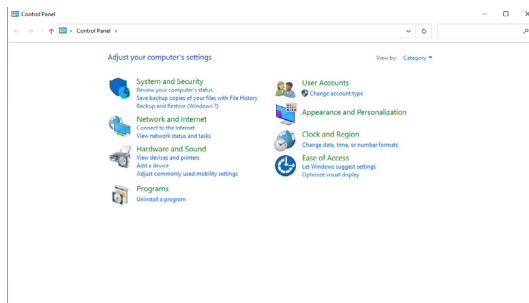 Control Panel
Control Panel
Adjust your computer's settings
View by: Category
System and Security
Review your computer's status
Save backup copies of your files with File History
Backup and Restore (Windows 7)
Network and Internet
Connect to the Internet
View network status and tasks
Hardware and Sound
View devices and printers
Add a device
Adjust commonly used mobility settings
Programs
Uninstall a program
User Accounts
Change account type
Appearance and Personalization
Clock and Region
Change date, time, or number formats
Ease of Access
Let Windows suggest settings
Optimize visual display